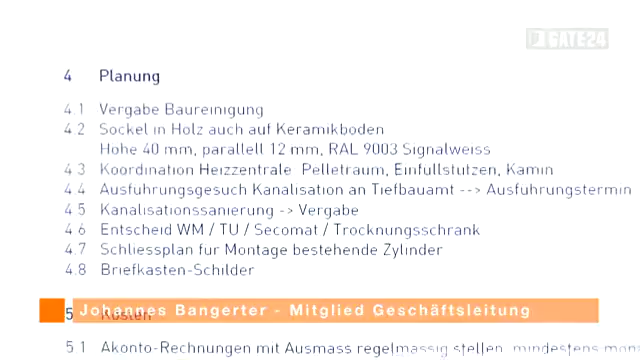 GATE24
4 Planung
4.1 Vergabe Baureinigung
4.2 Sockel in Holz auch auf Keramikboden
Hohe 40 mm, parallell 12 mm, RAL 9003 Signalweiss
4.3 Koordination Heizzentrale Pelletraum, Einfullstutzen, Kamin
4.4 Ausfuhrungsgesuch Kanalisation an Tiefbauamt --> Ausfuhrungstermin
4.5 Kanalisationssanierung -> Vergabe
4.6 Entscheid WM / TU / Secomat / Trocknungsschrank
4.7 Schliessplan fur Montage bestehende Zylinder
4.8 Briefkasten-Schilder
5 Kosten
Johannes Bangerter - Mitglied Geschäftsleitung
5.1 Akonto-Rechnungen mit Ausmass regelmassig stellen, mindestens